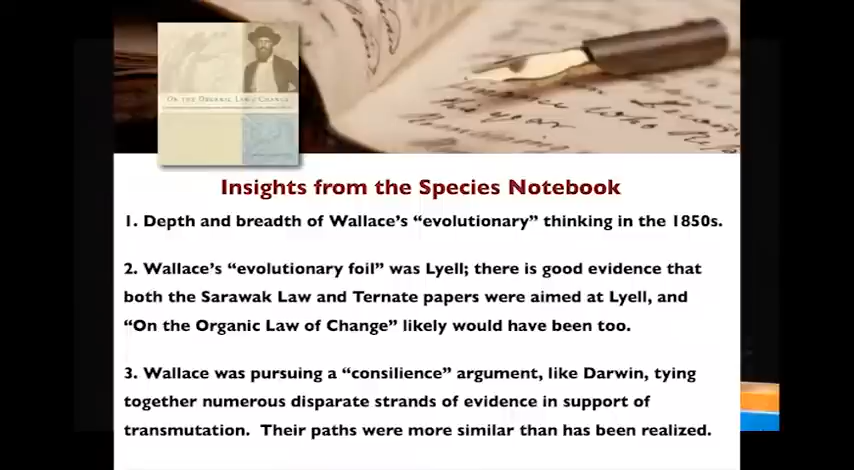 ON THE ORGANIC LAW OF CHANGE
Insights from the Species Notebook
1. Depth and breadth of Wallace’s “evolutionary” thinking in the 1850s.
2. Wallace’s “evolutionary foil” was Lyell; there is good evidence that
both the Sarawak Law and Ternate papers were aimed at Lyell, and
“On the Organic Law of Change” likely would have been too.
3. Wallace was pursuing a “consilience” argument, like Darwin, tying
together numerous disparate strands of evidence in support of
transmutation. Their paths were more similar than has been realized.